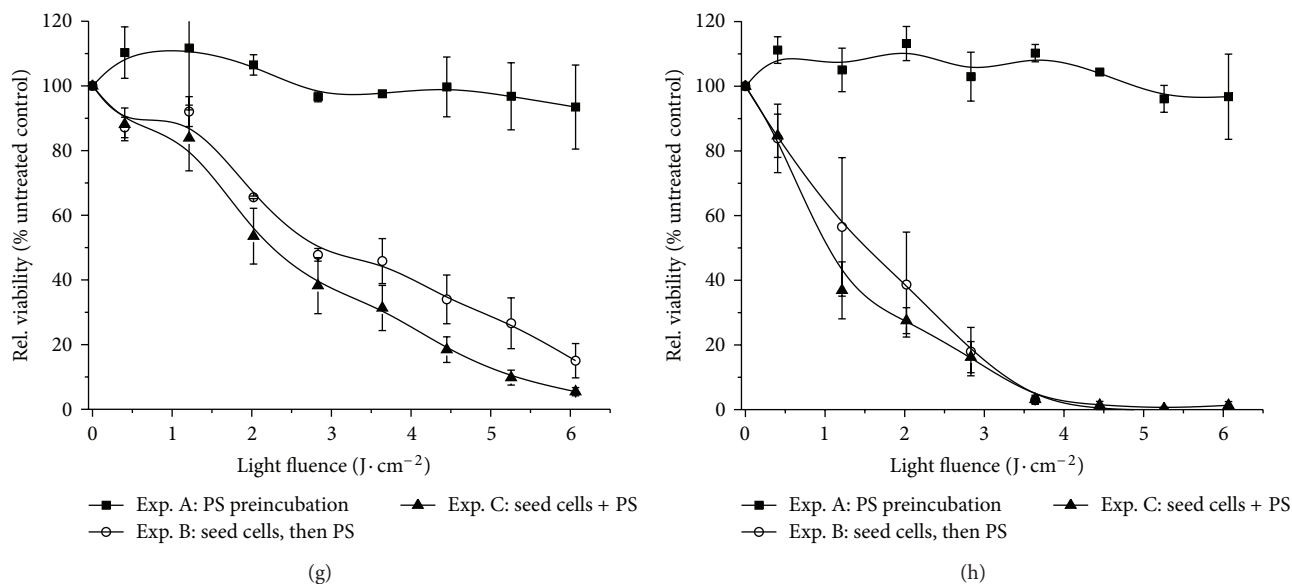 120
100
80
60
40
20
0
Rel. viability (% untreated control)
0 1 2 3 4 5 6
Light fluence (J·cm−2)
Exp. A: PS preincubation
Exp. B: seed cells, then PS
Exp. C: seed cells + PS
(g)
120
100
80
60
40
20
0
Rel. viability (% untreated control)
0 1 2 3 4 5 6
Light fluence (J·cm−2)
Exp. A: PS preincubation
Exp. B: seed cells, then PS
Exp. C: seed cells + PS
(h)